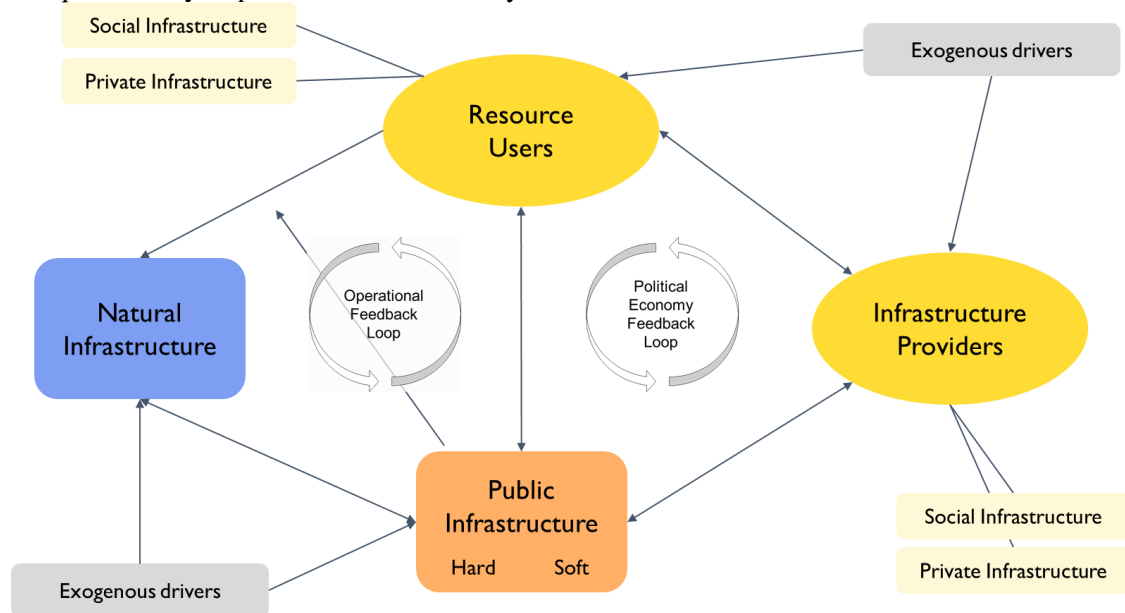 Social Infrastructure
Exogenous drivers
Private Infrastructure
Resource
Users
Operational
Feedback
Loop
Political
Economy
Feedback
Loop
Natural
Infrastructure
Infrastructure
Providers
Public
Infrastructure
Hard
Soft
Social Infrastructure
Private Infrastructure
Exogenous drivers